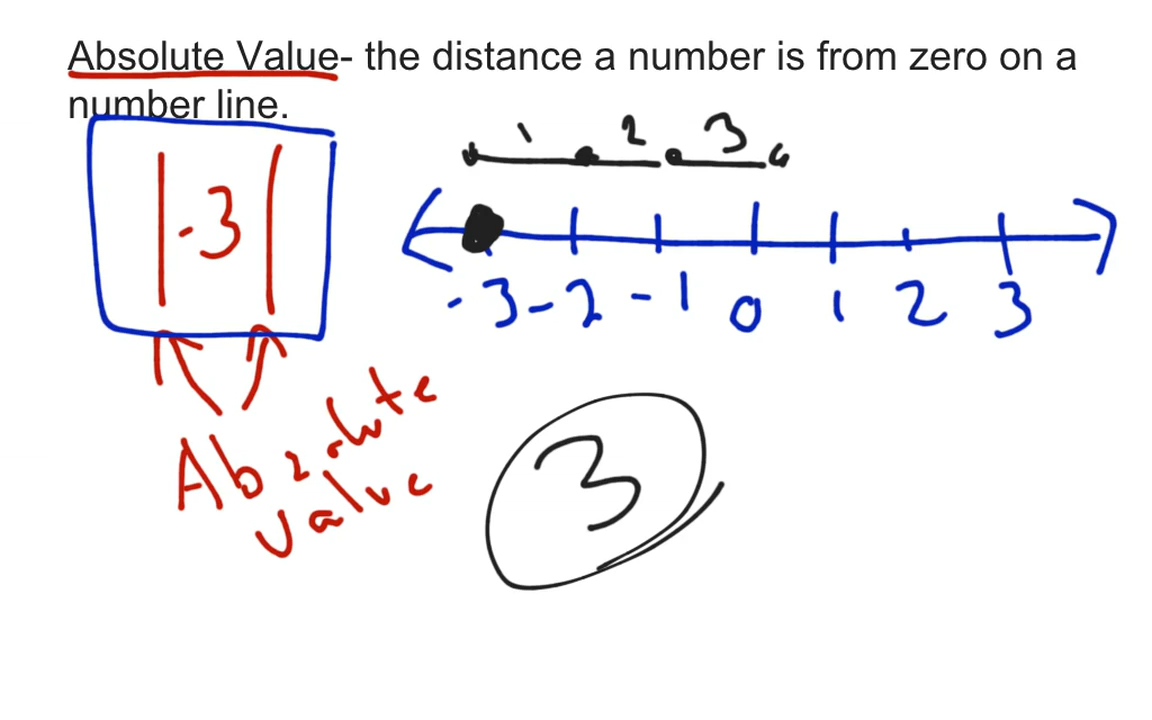 Absolute Value- the distance a number is from zero on a
number line.
1 2 3
|-3|
-3 -2 -1 0 1 2 3
Absolute
Value
3